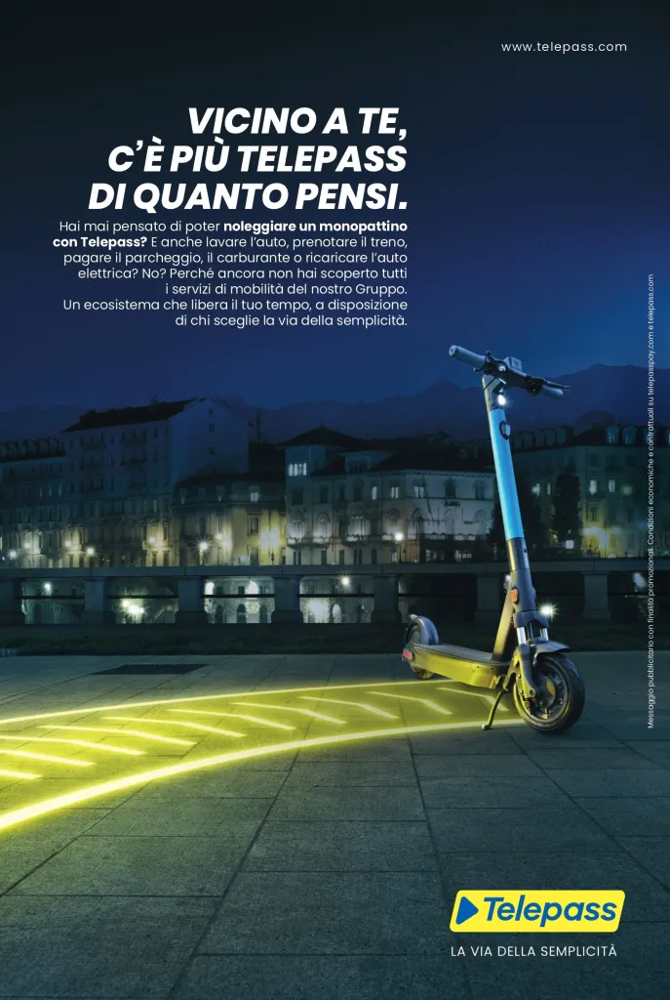 www.telepass.com
VICINO A TE,
C'È PIÙ TELEPASS
DI QUANTO PENSI.
Hai mai pensato di poter noleggiare un monopattino
con Telepass? E anche lavare l'auto, prenotare il treno,
pagare il parcheggio, il carburante o ricaricare l'auto
elettrica? No? Perché ancora non hai scoperto tutti
i servizi di mobilità del nostro Gruppo.
Un ecosistema che libera il tuo tempo, a disposizione
di chi sceglie la via della semplicità.
Messaggio pubblicitario con finalità promozionali. Condizioni economiche e contrattuali su telepasspay.com e telepass.com
Telepass
LA VIA DELLA SEMPLICITÀ